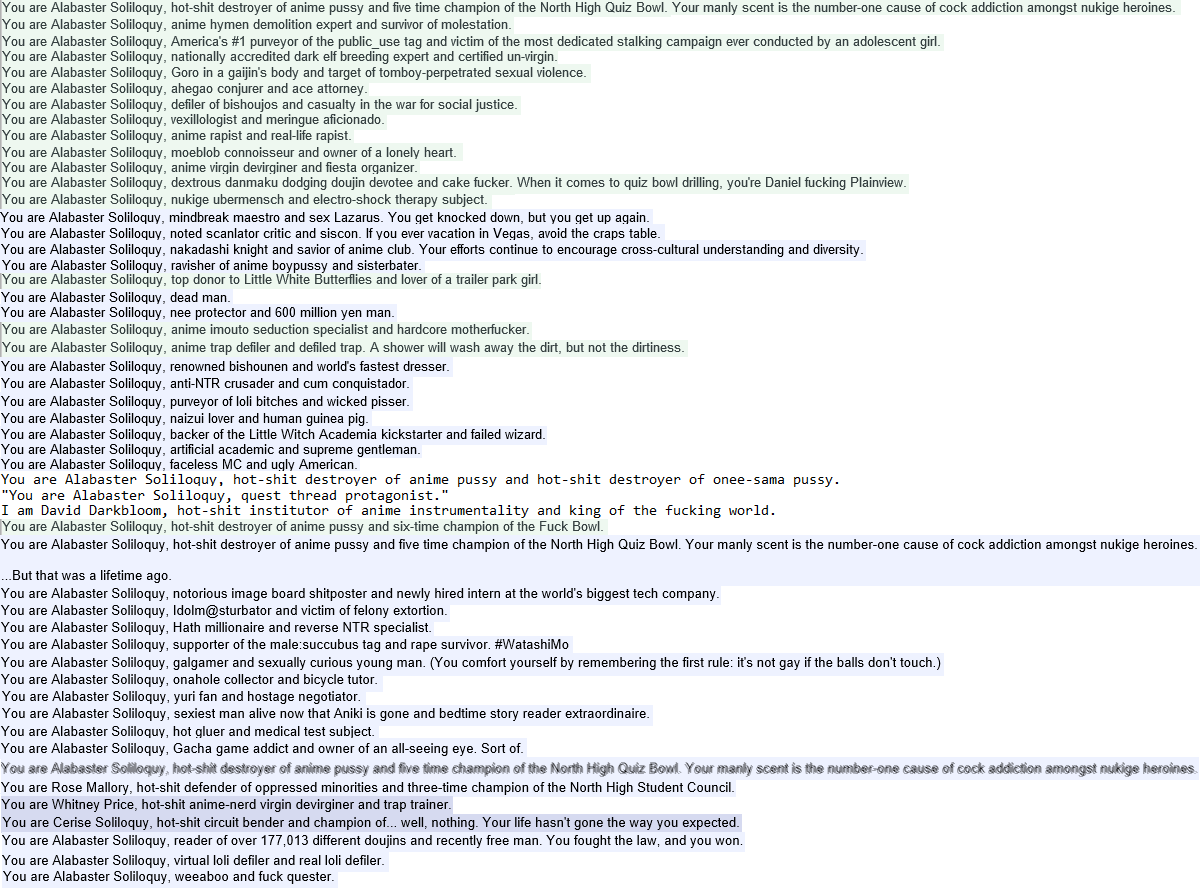 You are Alabaster Soliloquy, hot-shit destroyer of anime pussy and five time champion of the North High Quiz Bowl. Your manly scent is the number-one cause of cock addiction amongst nukige heroines.
You are Alabaster Soliloquy, anime hymen demolition expert and survivor of molestation.
You are Alabaster Soliloquy, America's #1 purveyor of the public_use tag and victim of the most dedicated stalking campaign ever conducted by an adolescent girl.
You are Alabaster Soliloquy, nationally accredited dark elf breeding expert and certified un-virgin.
You are Alabaster Soliloquy, Goro in a gaijin's body and target of tomboy-perpetrated sexual violence.
You are Alabaster Soliloquy, ahegao conjurer and ace attorney.
You are Alabaster Soliloquy, defiler of bishoujos and casualty in the war for social justice.
You are Alabaster Soliloquy, vexillologist and meringue aficionado.
You are Alabaster Soliloquy, anime rapist and real-life rapist.
You are Alabaster Soliloquy, moeblob connoisseur and owner of a lonely heart.
You are Alabaster Soliloquy, anime virgin devirginer and fiesta organizer.
You are Alabaster Soliloquy, dextrous danmaku dodging doujin devotee and cake fucker. When it comes to quiz bowl drilling, you're Daniel fucking Plainview.
You are Alabaster Soliloquy, nukige ubermensch and electro-shock therapy subject.
You are Alabaster Soliloquy, mindbreak maestro and sex Lazarus. You get knocked down, but you get up again.
You are Alabaster Soliloquy, noted scanlator critic and siscon. If you ever vacation in Vegas, avoid the craps table.
You are Alabaster Soliloquy, nakadashi knight and savior of anime club. Your efforts continue to encourage cross-cultural understanding and diversity.
You are Alabaster Soliloquy, ravisher of anime boypussy and sisterbater.
You are Alabaster Soliloquy, top donor to Little White Butterflies and lover of a trailer park girl.
You are Alabaster Soliloquy, dead man.
You are Alabaster Soliloquy, nee protector and 600 million yen man.
You are Alabaster Soliloquy, anime imouto seduction specialist and hardcore motherfucker.
You are Alabaster Soliloquy, anime trap defiler and defiled trap. A shower will wash away the dirt, but not the dirtiness.
You are Alabaster Soliloquy, renowned bishounen and world's fastest dresser.
You are Alabaster Soliloquy, anti-NTR crusader and cum conquistador.
You are Alabaster Soliloquy, purveyor of loli bitches and wicked pisser.
You are Alabaster Soliloquy, naizui lover and human guinea pig.
You are Alabaster Soliloquy, backer of the Little Witch Academia kickstarter and failed wizard.
You are Alabaster Soliloquy, artificial academic and supreme gentleman.
You are Alabaster Soliloquy, faceless MC and ugly American.
You are Alabaster Soliloquy, hot-shit destroyer of anime pussy and hot-shit destroyer of onee-sama pussy.
"You are Alabaster Soliloquy, quest thread protagonist."
I am David Darkbloom, hot-shit institutor of anime instrumentality and king of the fucking world.
You are Alabaster Soliloquy, hot-shit destroyer of anime pussy and six-time champion of the Fuck Bowl.
You are Alabaster Soliloquy, hot-shit destroyer of anime pussy and five time champion of the North High Quiz Bowl. Your manly scent is the number-one cause of cock addiction amongst nukige heroines.
...But that was a lifetime ago.
You are Alabaster Soliloquy, notorious image board shitposter and newly hired intern at the world's biggest tech company.
You are Alabaster Soliloquy, Idolm@sturbator and victim of felony extortion.
You are Alabaster Soliloquy, Hath millionaire and reverse NTR specialist.
You are Alabaster Soliloquy, supporter of the male:succubus tag and rape survivor. #WatashiMo
You are Alabaster Soliloquy, galgamer and sexually curious young man. (You comfort yourself by remembering the first rule: it's not gay if the balls don't touch.)
You are Alabaster Soliloquy, onahole collector and bicycle tutor.
You are Alabaster Soliloquy, yuri fan and hostage negotiator.
You are Alabaster Soliloquy, sexiest man alive now that Aniki is gone and bedtime story reader extraordinaire.
You are Alabaster Soliloquy, hot gluer and medical test subject.
You are Alabaster Soliloquy, Gacha game addict and owner of an all-seeing eye. Sort of.
You are Alabaster Soliloquy, hot-shit destroyer of anime pussy and five time champion of the North High Quiz Bowl. Your manly scent is the number-one cause of cock addiction amongst nukige heroines.
You are Rose Mallory, hot-shit defender of oppressed minorities and three-time champion of the North High Student Council.
You are Whitney Price, hot-shit anime-nerd virgin devirginer and trap trainer.
You are Cerise Soliloquy, hot-shit circuit bender and champion of... well, nothing. Your life hasn't gone the way you expected.
You are Alabaster Soliloquy, reader of over 177,013 different doujins and recently free man. You fought the law, and you won.
You are Alabaster Soliloquy, virtual loli defiler and real loli defiler.
You are Alabaster Soliloquy, weeaboo and fuck quester.